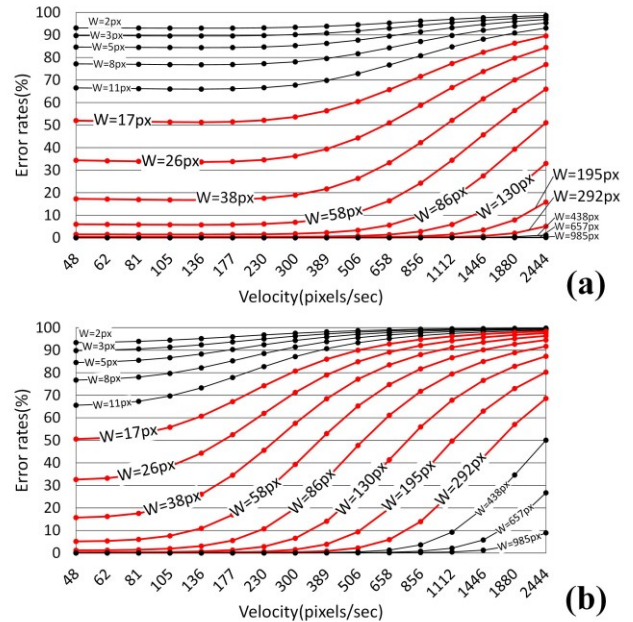 100
90
80
70
60
50
40
30
20
10
0
Error rates(%)
W=2px
W=3px
W=5px
W=8px
W=11px
W=17px
W=26px
W=38px
W=58px
W=86px
W=130px
W=195px
W=292px
W=438px
W=657px
W=985px
48 62 81 105 136 177 230 300 389 506 658 856 1112 1446 1880 2444
Velocity(pixels/sec)
(a)
100
90
80
70
60
50
40
30
20
10
0
Error rates(%)
W=2px
W=3px
W=5px
W=8px
W=11px
W=17px
W=26px
W=38px
W=58px
W=86px
W=130px
W=195px
W=292px
W=438px
W=657px
W=985px
48 62 81 105 136 177 230 300 389 506 658 856 1112 1446 1880 2444
Velocity(pixels/sec)
(b)